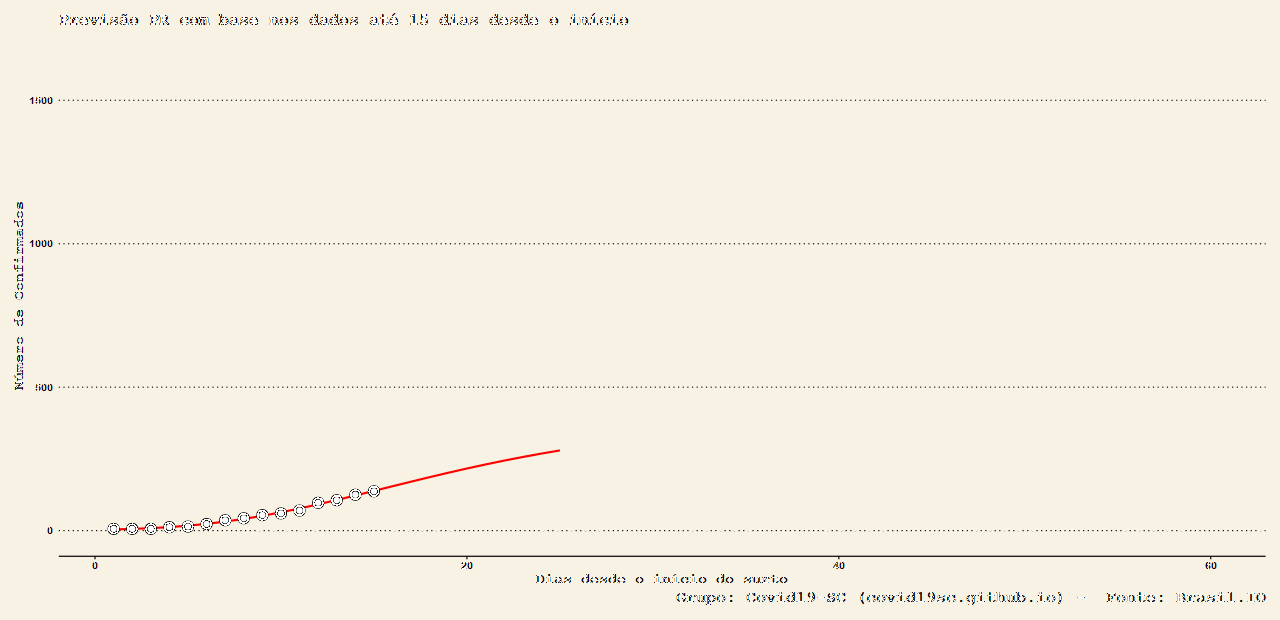 Previsão PR com base nos dados até 15 dias desde o início
1500
1000
500
0
Número de Confirmados
0 20 40 60
Dias desde o início do surto
Grupo: Covid19-SC (covid19sc.github.io) -- Fonte: Brasil.IO